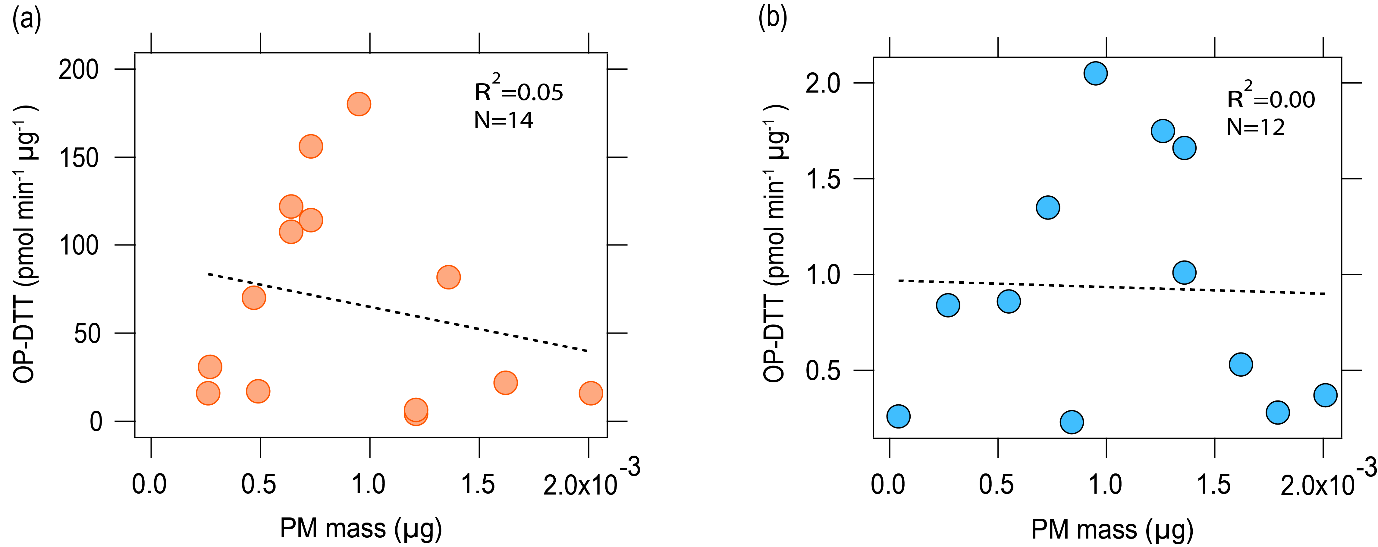 (a)
OP-DTT (pmol min⁻¹ µg⁻¹ )
200
150
100
50
0
R²=0.05
N=14
0.0 0.5 1.0 1.5 2.0x10⁻³
PM mass (µg)
(b)
OP-DTT (pmol min⁻¹ µg⁻¹ )
2.0
1.5
1.0
0.5
R²=0.00
N=12
0.0 0.5 1.0 1.5 2.0x10⁻³
PM mass (µg)